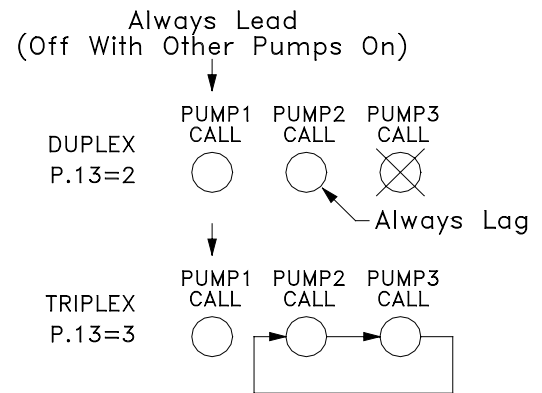 Always Lead
(Off With Other Pumps On)
PUMP1 PUMP2 PUMP3
CALL CALL CALL
DUPLEX
P.13=2
Always Lag
PUMP1 PUMP2 PUMP3
CALL CALL CALL
TRIPLEX
P.13=3